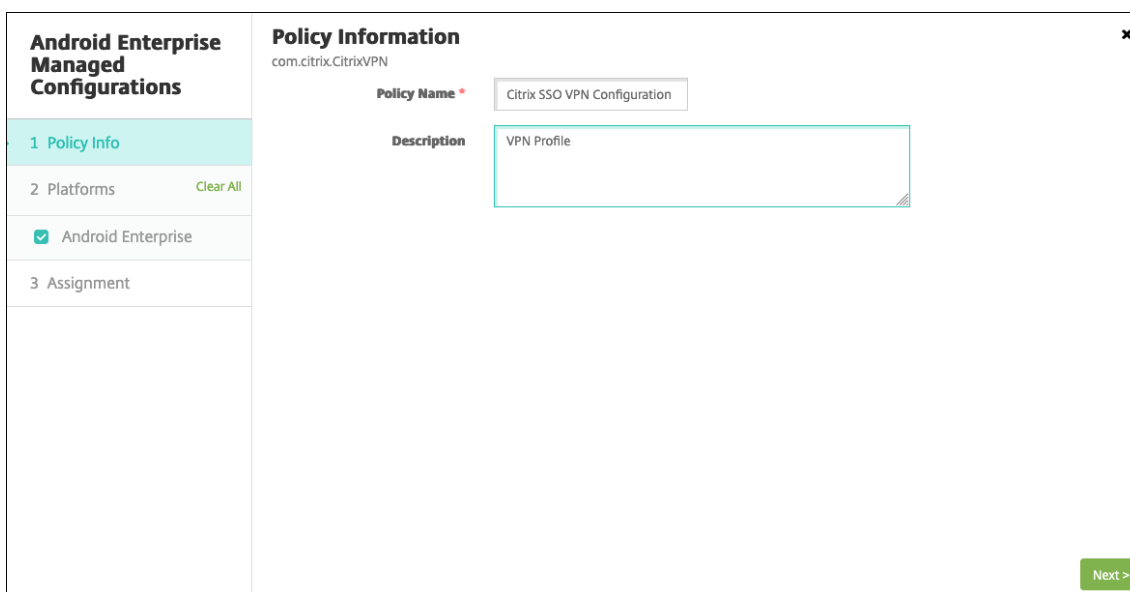 Android Enterprise
Managed
Configurations
1 Policy Info
2 Platforms Clear All
Android Enterprise
3 Assignment
Policy Information
com.citrix.CitrixVPN
Policy Name * Citrix SSO VPN Configuration
Description VPN Profile
Next >